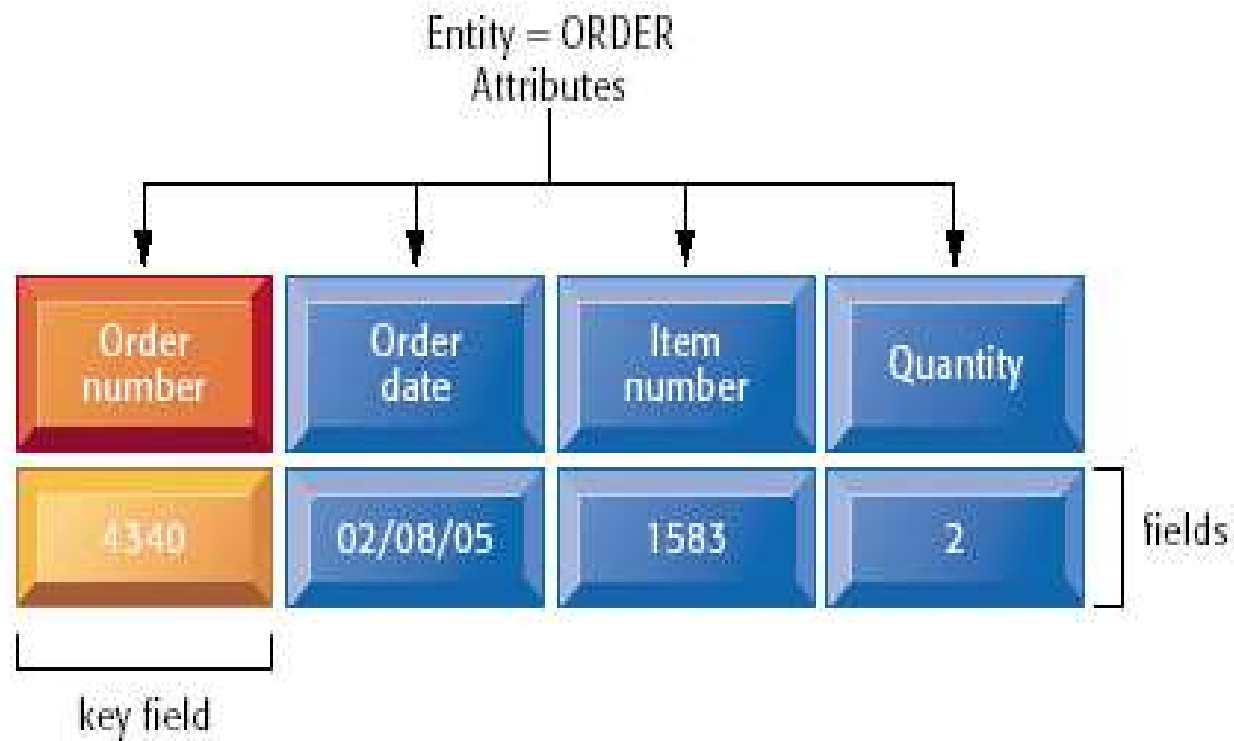 Entity = ORDER
Attributes
Order
number
Order
date
Item
number
Quantity
4340
02/08/05
1583
2
fields
key field